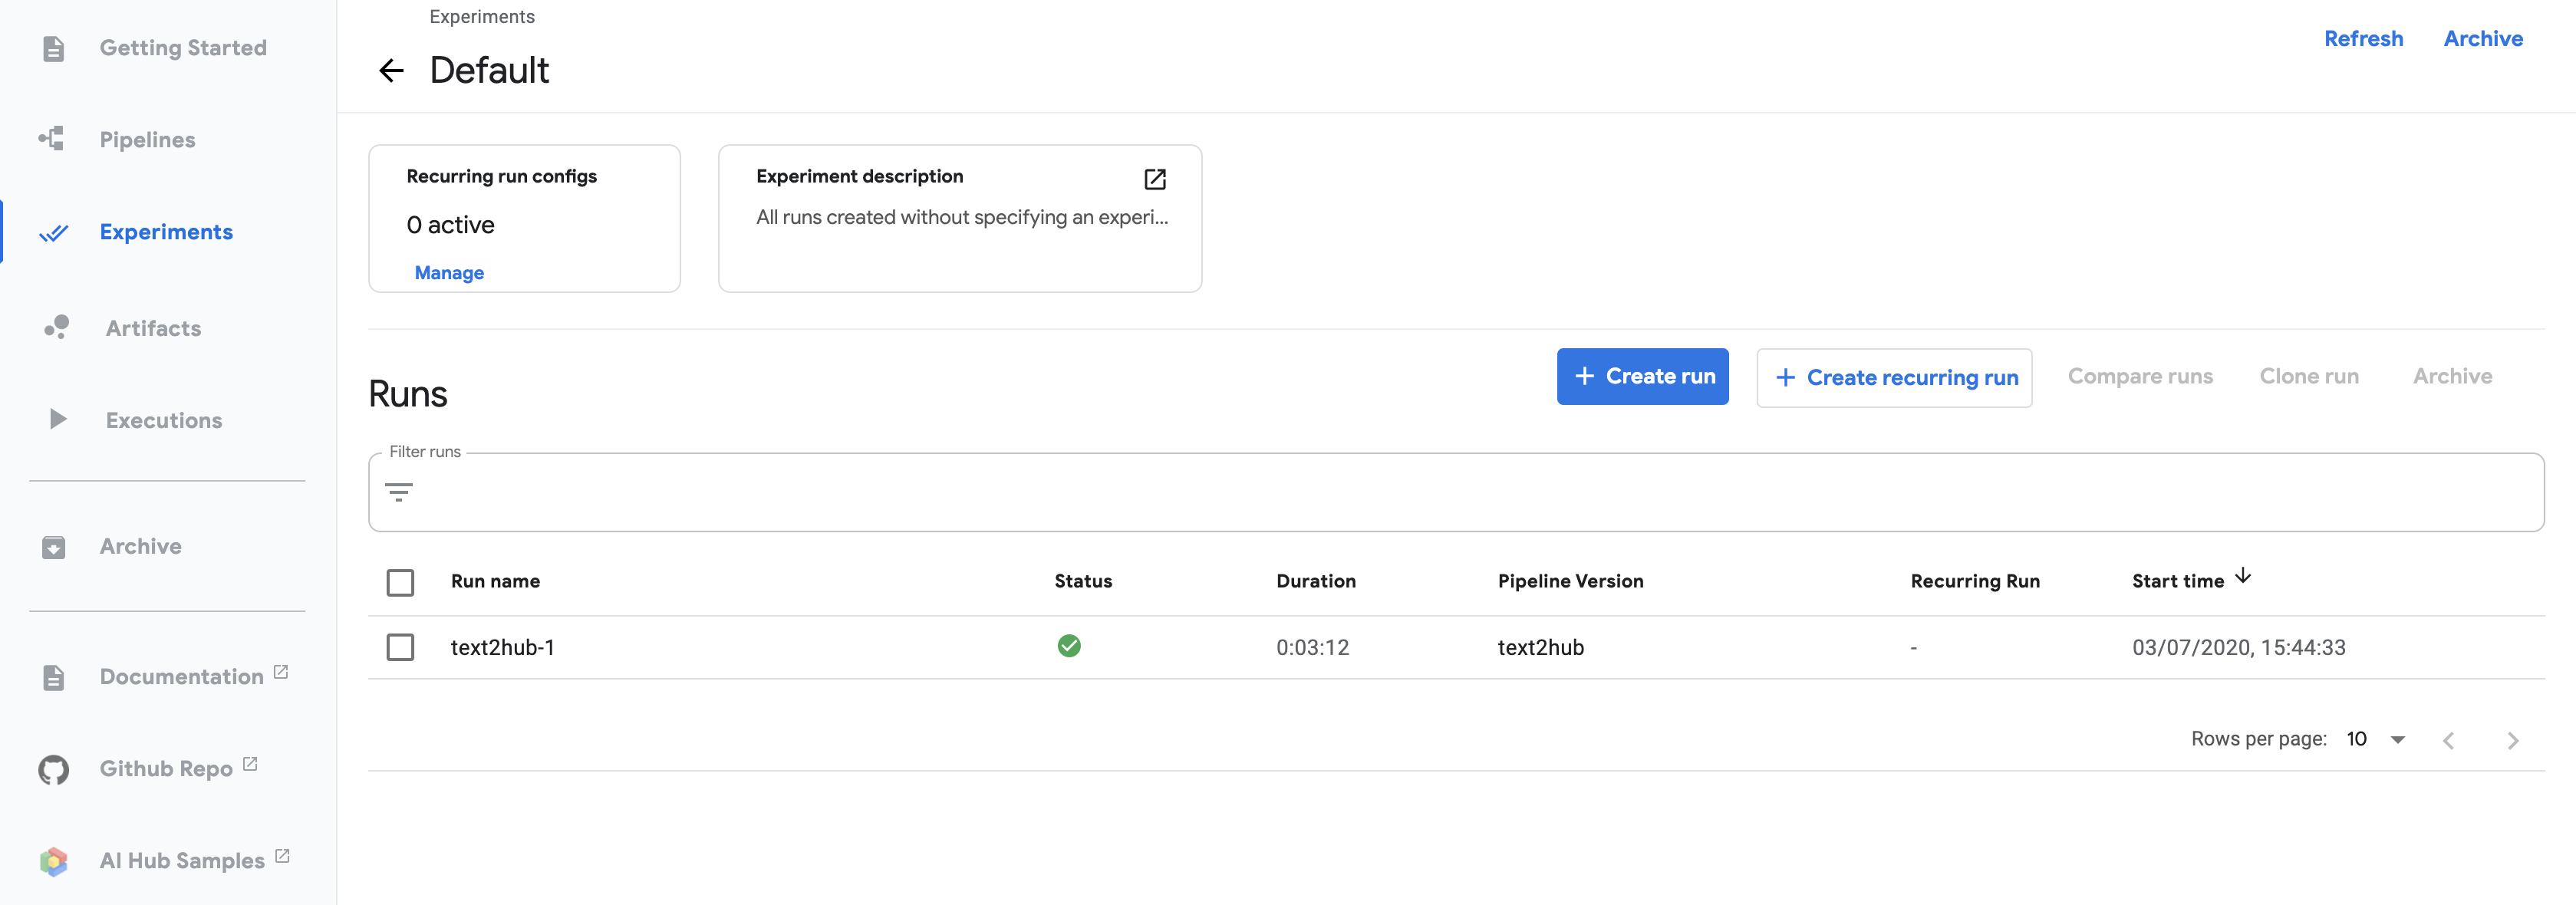 Getting Started
Pipelines
Experiments
Artifacts
Executions
Archive
Documentation
Github Repo
AI Hub Samples
Experiments
Default
Refresh Archive
Recurring run configs
0 active
Manage
Experiment description
All runs created without specifying an experi...
Runs
+ Create run + Create recurring run Compare runs Clone run Archive
Filter runs
Run name Status Duration Pipeline Version Recurring Run Start time
text2hub-1 0:03:12 text2hub - 03/07/2020, 15:44:33
Rows per page: 10